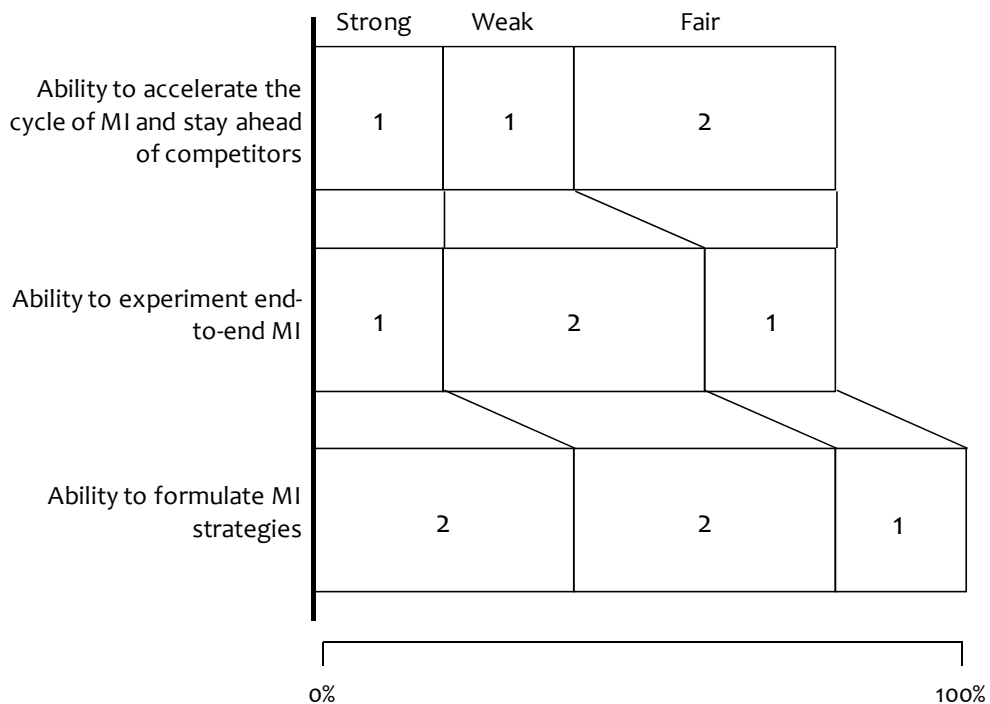 Strong Weak Fair
Ability to accelerate the
cycle of MI and stay ahead
of competitors
1 1 2
Ability to experiment end-
to-end MI
1 2 1
Ability to formulate MI
strategies
2 2 1
0% 100%